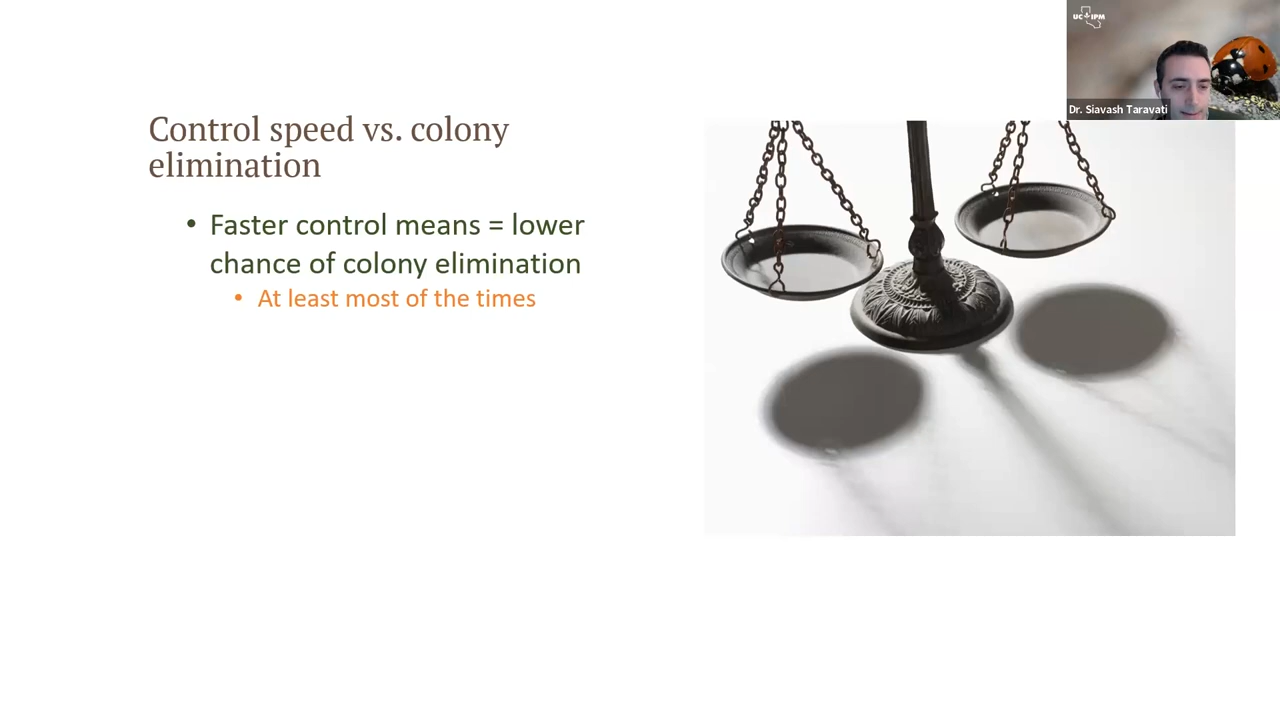 UC IPM
Dr. Siavash Taravati
Control speed vs. colony
elimination
• Faster control means = lower
chance of colony elimination
• At least most of the times